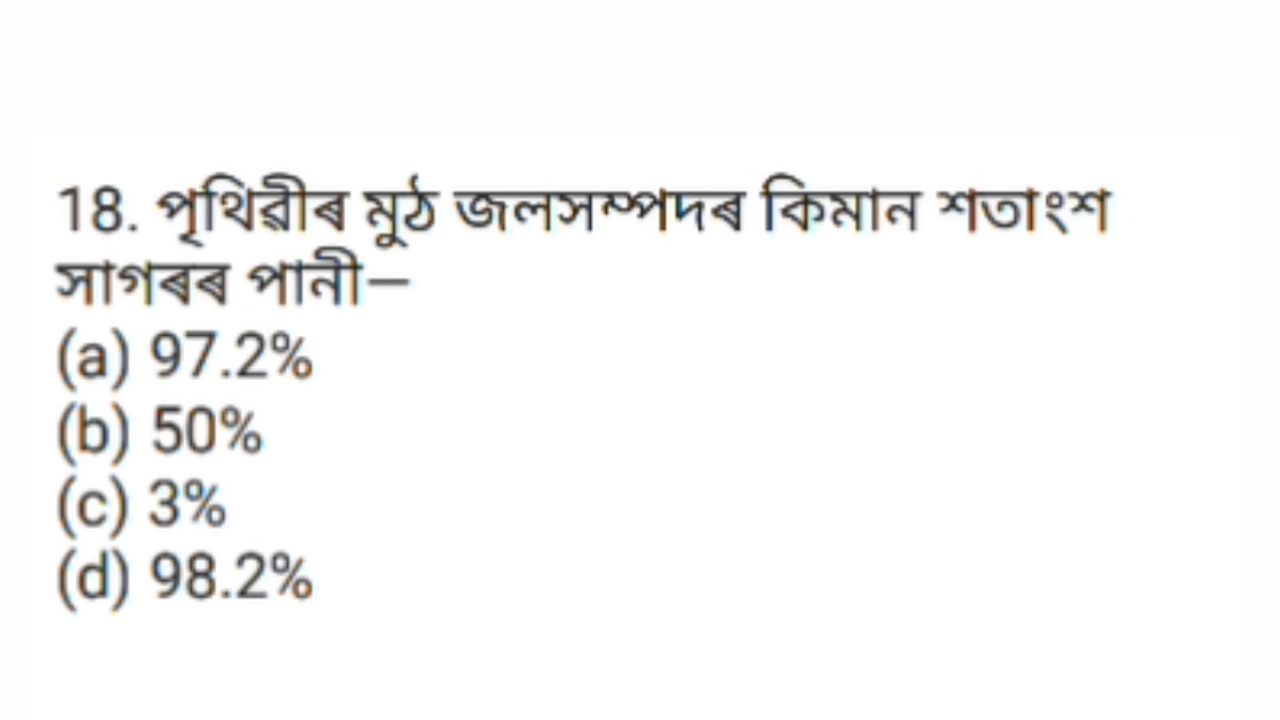 18. পৃথিৱীৰ মুঠ জলসম্পদৰ কিমান শতাংশ
সাগৰৰ পানী—
(a) 97.2%
(b) 50%
(c) 3%
(d) 98.2%